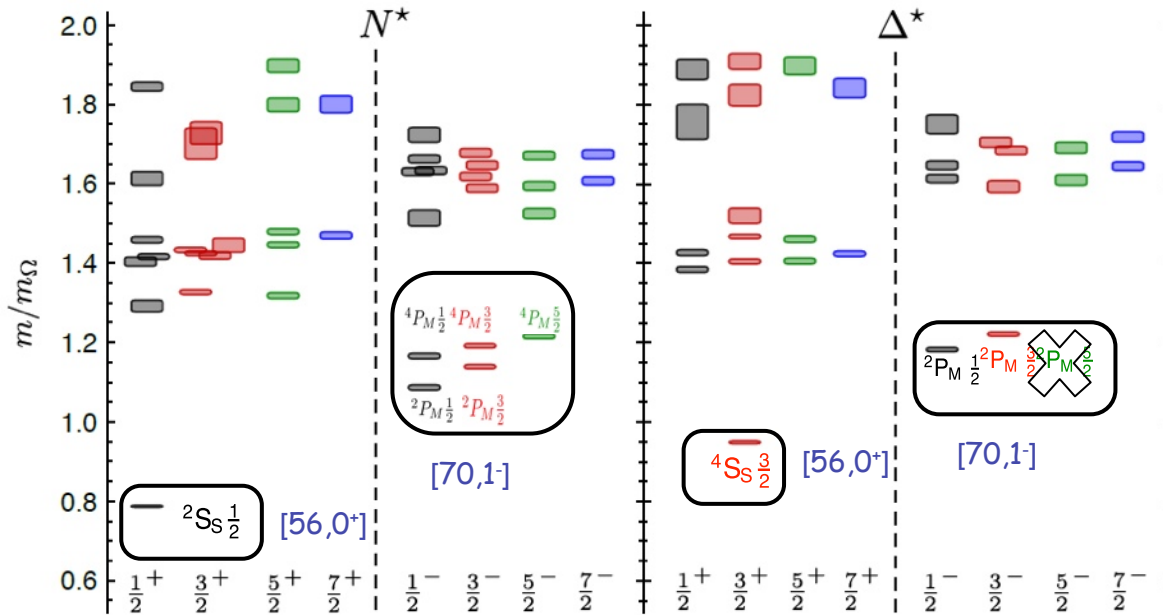 N* Δ*
2.0
1.8
1.6
1.4
1.2
1.0
0.8
0.6
m/m_Ω
⁴P_M 1/2 ⁴P_M 3/2 ⁴P_M 5/2
²P_M 1/2 ²P_M 3/2
[70,1⁻]
²S_S 1/2 [56,0⁺]
⁴S_S 3/2 [56,0⁺]
²P_M 1/2 ²P_M 3/2 ²P_M 5/2
[70,1⁻]
1/2⁺ 3/2⁺ 5/2⁺ 7/2⁺ 1/2⁻ 3/2⁻ 5/2⁻ 7/2⁻ 1/2⁺ 3/2⁺ 5/2⁺ 7/2⁺ 1/2⁻ 3/2⁻ 5/2⁻ 7/2⁻